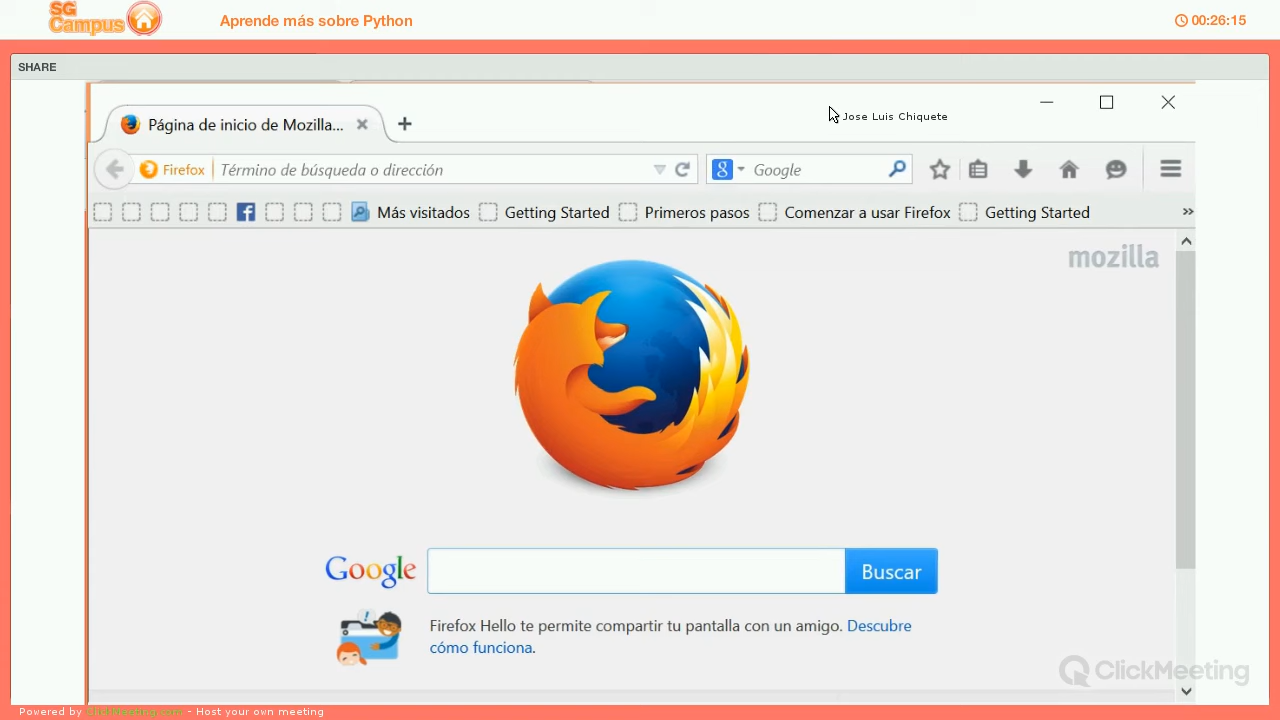 SG Campus
Aprende más sobre Python
00:26:15
SHARE
Página de inicio de Mozilla...
Jose Luis Chiquete
Firefox
Término de búsqueda o dirección
Google
Más visitados
Getting Started
Primeros pasos
Comenzar a usar Firefox
Getting Started
mozilla
Google
Buscar
Firefox Hello te permite compartir tu pantalla con un amigo. Descubre
cómo funciona.
ClickMeeting
Powered by ClickMeeting.com - Host your own meeting